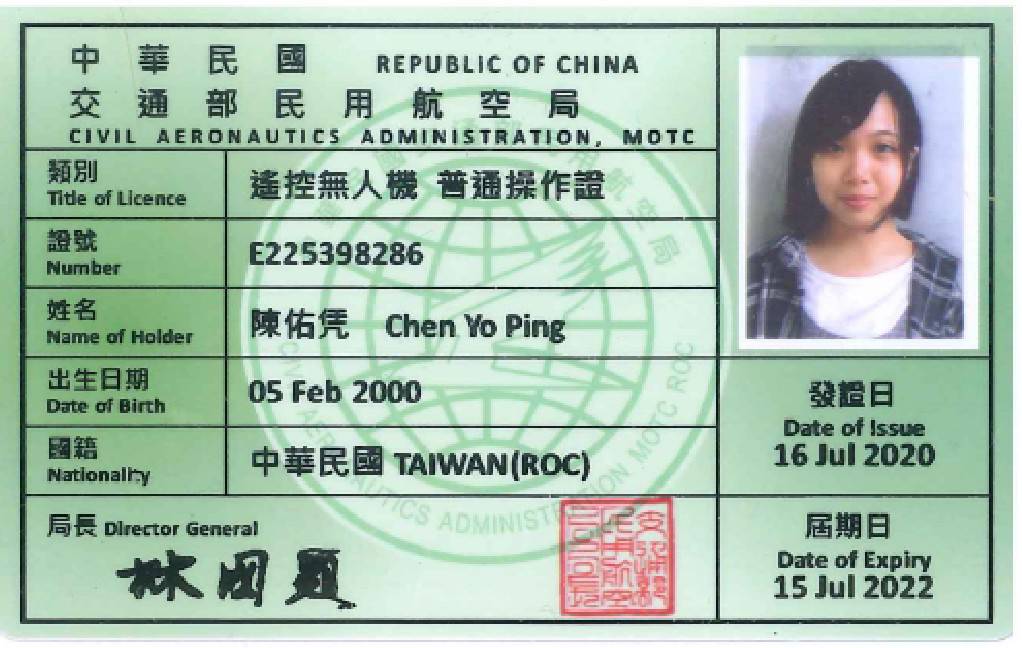 中華民國 REPUBLIC OF CHINA
交通部民用航空局
CIVIL AERONAUTICS ADMINISTRATION, MOTC
類別 遙控無人機 普通操作證
Title of Licence
證號 E225398286
Number
姓名 陳佑凭 Chen Yo Ping
Name of Holder
出生日期 05 Feb 2000
Date of Birth
國籍 中華民國 TAIWAN(ROC)
Nationality
局長 Director General
林国顯
發證日
Date of Issue
16 Jul 2020
屆期日
Date of Expiry
15 Jul 2022
CIVIL AERONAUTICS ADMINISTRATION MOTC ROC